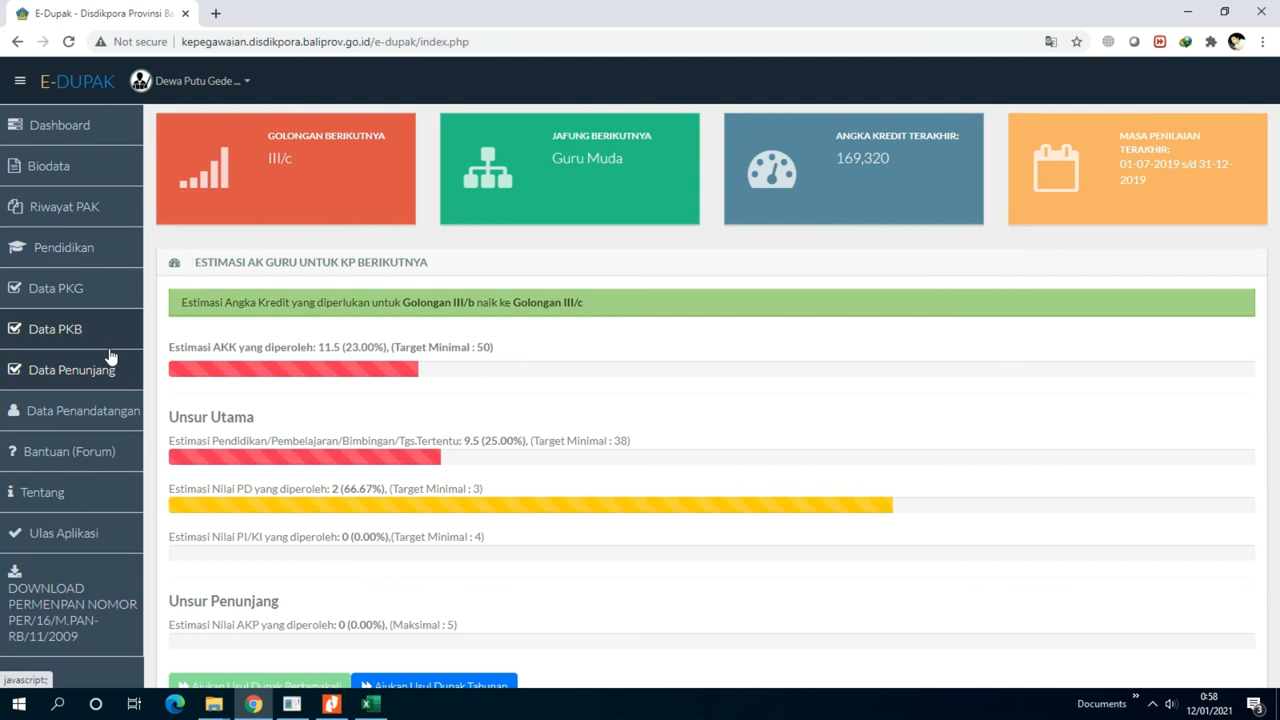 E-Dupak - Disdikpora Provinsi Ba
Not secure
kepegawaian.disdikpora.baliprov.go.id/e-dupak/index.php
E-DUPAK
Dewa Putu Gede ...
Dashboard
Biodata
Riwayat PAK
Pendidikan
Data PKG
Data PKB
Data Penunjang
Data Penandatangan
Bantuan (Forum)
Tentang
Ulas Aplikasi
DOWNLOAD
PERMENPAN NOMOR
PER/16/M.PAN-
RB/11/2009
GOLONGAN BERIKUTNYA
III/c
JAFUNG BERIKUTNYA
Guru Muda
ANGKA KREDIT TERAKHIR:
169,320
MASA PENILAIAN
TERAKHIR:
01-07-2019 s/d 31-12-
2019
ESTIMASI AK GURU UNTUK KP BERIKUTNYA
Estimasi Angka Kredit yang diperlukan untuk Golongan III/b naik ke Golongan III/c
Estimasi AKK yang diperoleh: 11.5 (23.00%), (Target Minimal : 50)
Unsur Utama
Estimasi Pendidikan/Pembelajaran/Bimbingan/Tgs.Tertentu: 9.5 (25.00%), (Target Minimal : 38)
Estimasi Nilai PD yang diperoleh: 2 (66.67%), (Target Minimal : 3)
Estimasi Nilai PI/KI yang diperoleh: 0 (0.00%),(Target Minimal : 4)
Unsur Penunjang
Estimasi Nilai AKP yang diperoleh: 0 (0.00%), (Maksimal : 5)
Ajukan Usul Dupak Pertamakali
Ajukan Usul Dupak Tahunan
javascript:;
Documents
0:58
12/01/2021
3